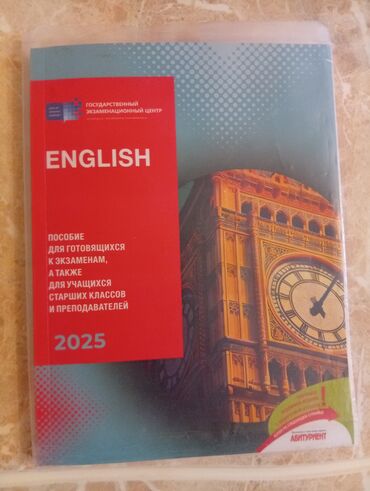 ГОСУДАРСТВЕННЫЙ
ЭКЗАМЕНАЦИОННЫЙ ЦЕНТР
ENGLISH
ПОСОБИЕ
ДЛЯ ГОТОВЯЩИХСЯ
К ЭКЗАМЕНАМ,
А ТАКЖЕ
ДЛЯ УЧАЩИХСЯ
СТАРШИХ КЛАССОВ
И ПРЕПОДАВАТЕЛЕЙ
2025
АБИТУРИЕНТ